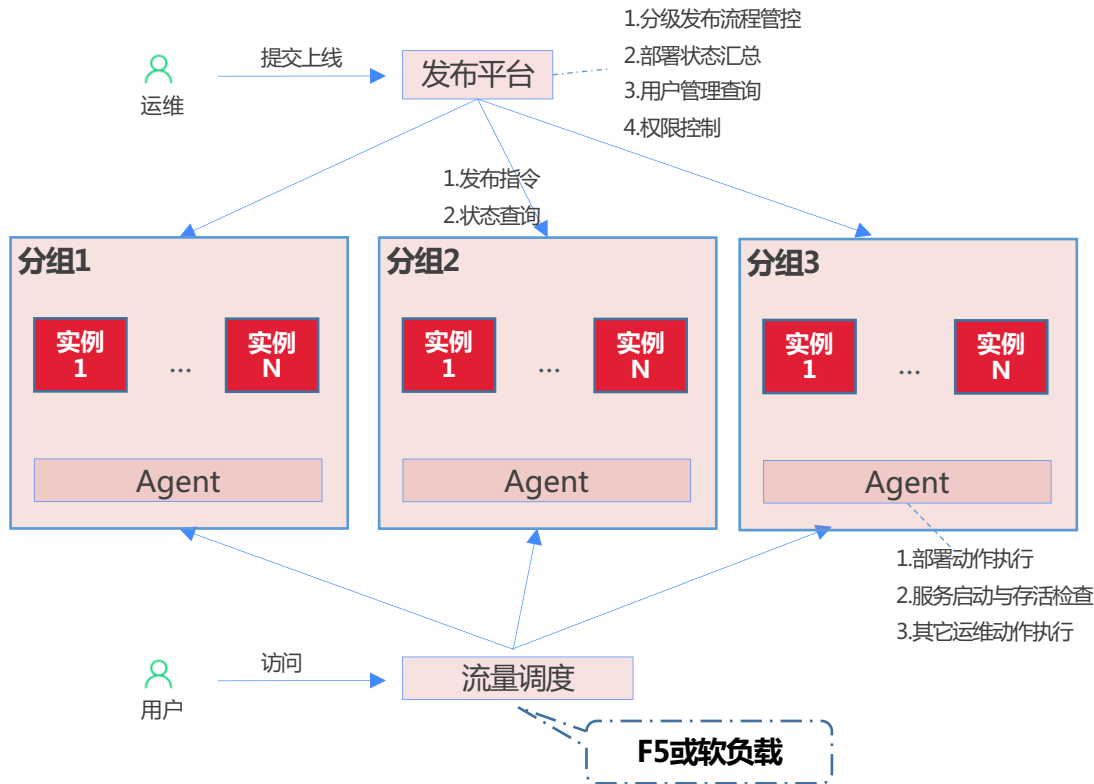 1.分级发布流程管控
提交上线
发布平台
2.部署状态汇总
3.用户管理查询
运维
4.权限控制
1.发布指令
2.状态查询
分组1
分组2
分组3
实例
1
...
实例
N
实例
1
...
实例
N
实例
1
...
实例
N
Agent
Agent
Agent
1.部署动作执行
2.服务启动与存活检查
3.其它运维动作执行
访问
流量调度
用户
F5或软负载